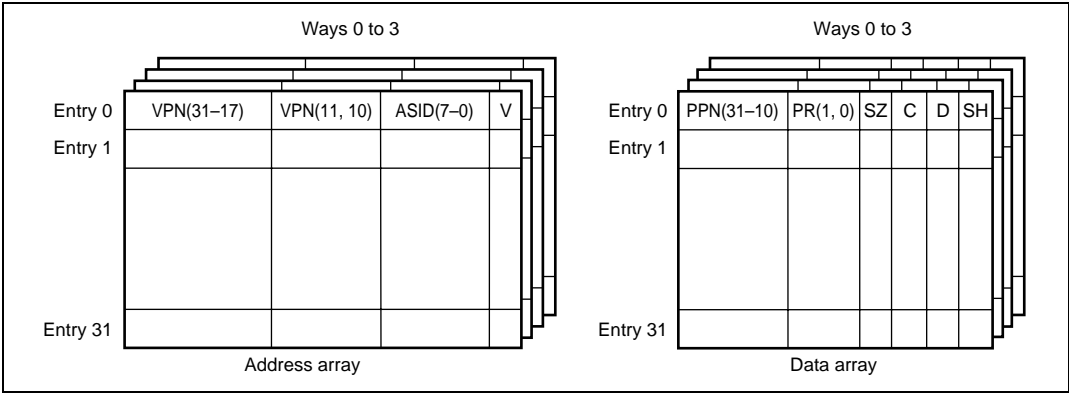 Ways 0 to 3
Ways 0 to 3
Entry 0 VPN(31–17) VPN(11, 10) ASID(7–0) V
Entry 1
Entry 31
Address array
Entry 0 PPN(31–10) PR(1, 0) SZ C D SH
Entry 1
Entry 31
Data array